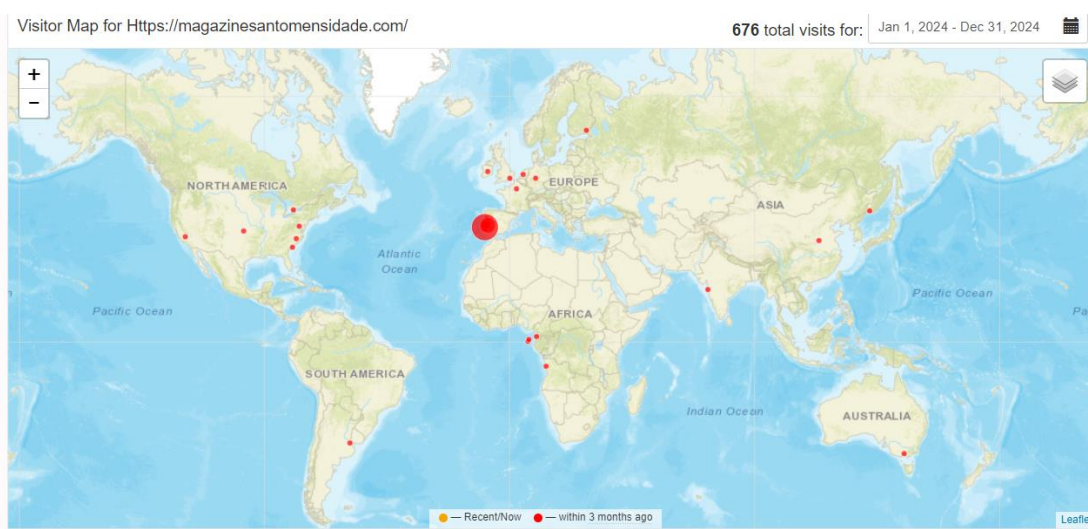 Visitor Map for Https://magazinesantomensidade.com/
676 total visits for: Jan 1, 2024 - Dec 31, 2024
+
−
NORTH AMERICA
EUROPE
ASIA
Atlantic
Ocean
Pacific Ocean
Pacific Ocean
Pa
AFRICA
SOUTH AMERICA
Indian Ocean
AUSTRALIA
— Recent/Now — within 3 months ago
Leafle